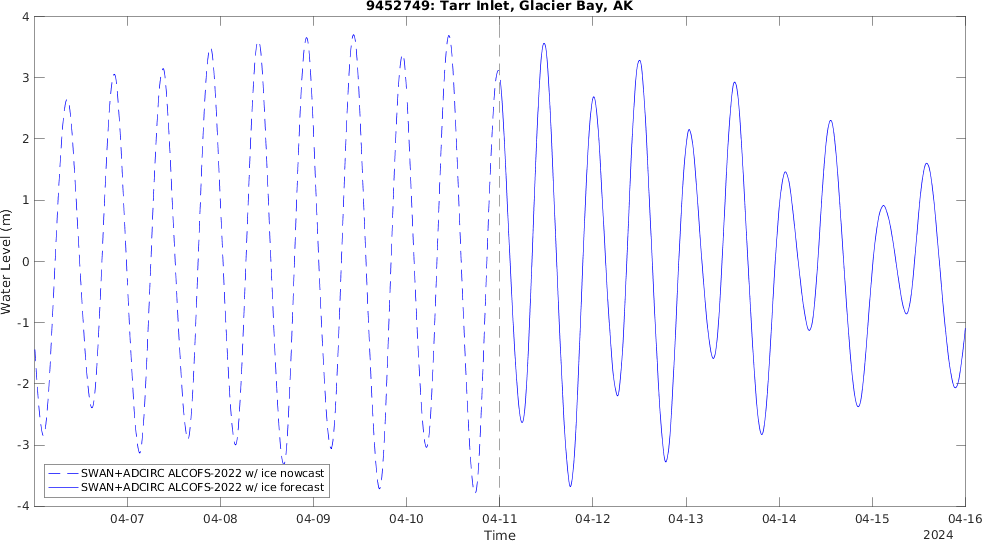 9452749: Tarr Inlet, Glacier Bay, AK
Water Level (m)
4
3
2
1
0
-1
-2
-3
-4
SWAN+ADCIRC ALCOFS-2022 w/ ice nowcast
SWAN+ADCIRC ALCOFS-2022 w/ ice forecast
04-07 04-08 04-09 04-10 04-11 04-12 04-13 04-14 04-15 04-16
Time
2024